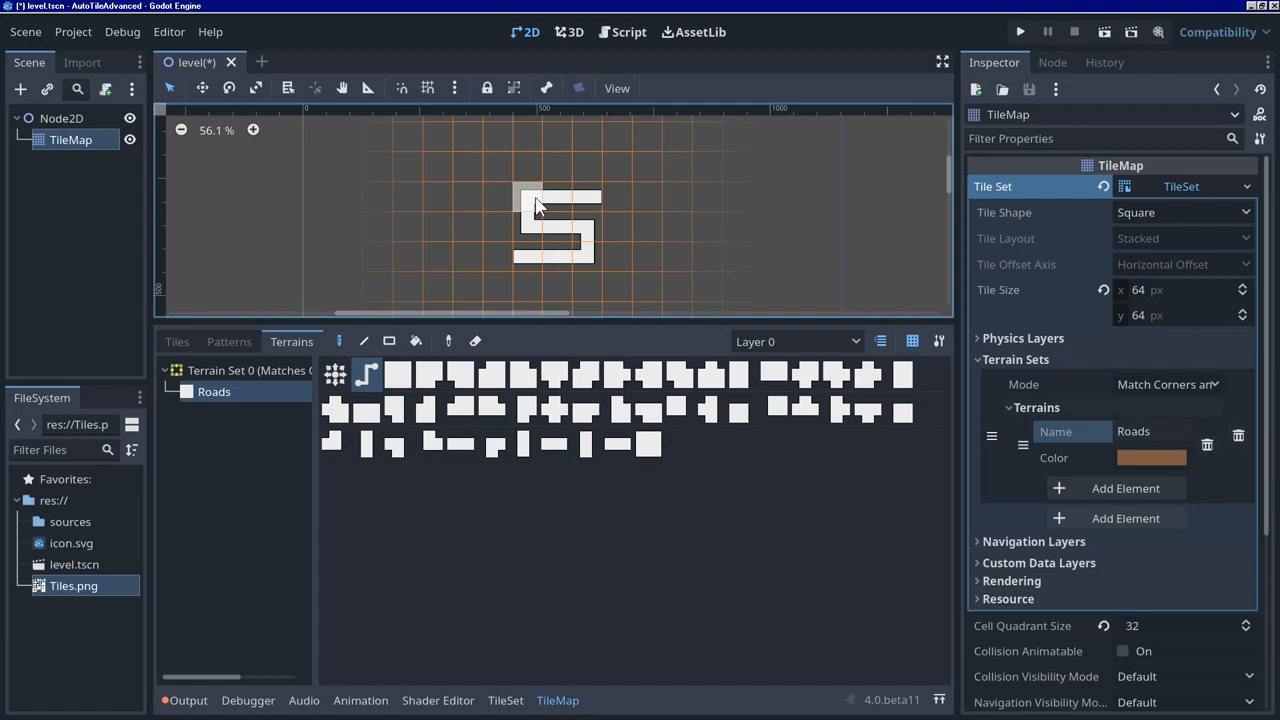 (*) level.tscn - AutoTileAdvanced - Godot Engine
Scene Project Debug Editor Help
2D 3D Script AssetLib
Compatibility
Scene Import
level(*)
Inspector Node History
View
Node2D
TileMap
0 500 1000
56.1 %
500
TileMap
Filter Properties
TileMap
Tile Set TileSet
Tile Shape Square
Tile Layout Stacked
Tile Offset Axis Horizontal Offset
Tile Size x 64 px
y 64 px
Physics Layers
Terrain Sets
Mode Match Corners an
Terrains
Name Roads
Color
Add Element
Add Element
Navigation Layers
Custom Data Layers
Rendering
Resource
Cell Quadrant Size 32
Collision Animatable On
Collision Visibility Mode Default
Navigation Visibility Mo... Default
Tiles Patterns Terrains
Layer 0
Terrain Set 0 (Matches C
Roads
FileSystem
res://Tiles.p
Filter Files
Favorites:
res://
sources
icon.svg
level.tscn
Tiles.png
Output Debugger Audio Animation Shader Editor TileSet TileMap
4.0.beta11